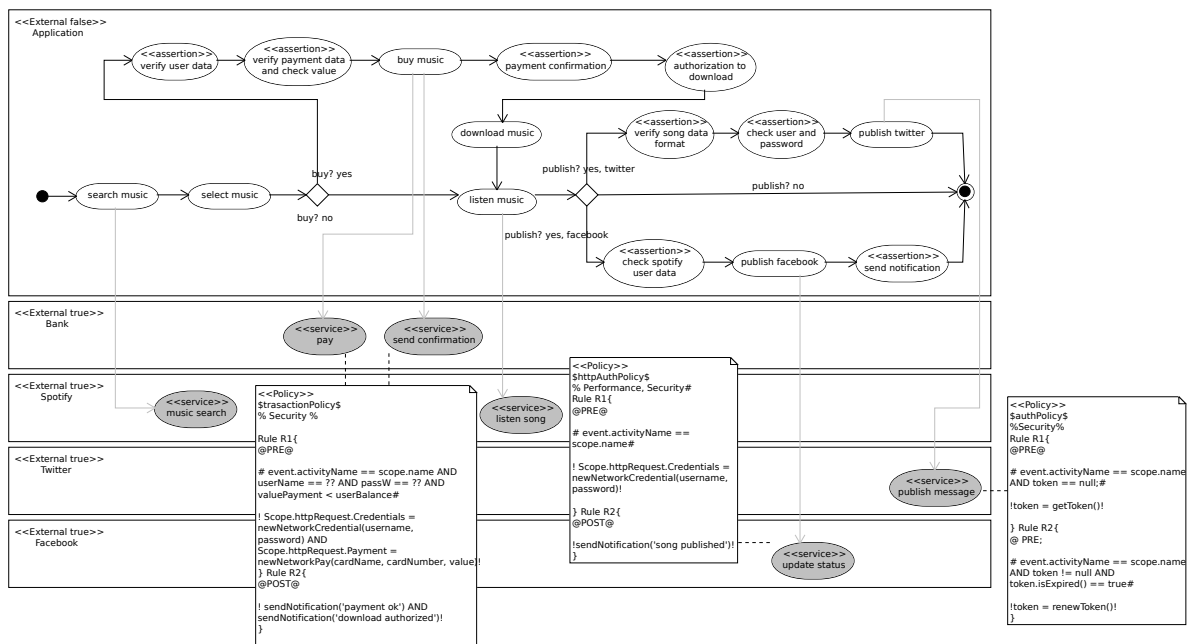 <<External false>>
Application
<<assertion>>
verify user data
<<assertion>>
verify payment data
and check value
buy music
<<assertion>>
payment confirmation
<<assertion>>
authorization to
download
download music
<<assertion>>
verify song data
format
<<assertion>>
check user and
password
publish twitter
buy? yes
publish? yes, twitter
search music
select music
listen music
publish? no
buy? no
publish? yes, facebook
<<assertion>>
check spotify
user data
publish facebook
<<assertion>>
send notification
<<External true>>
Bank
<<service>>
pay
<<service>>
send confirmation
<<External true>>
Spotify
<<service>>
music search
<<service>>
listen song
<<External true>>
Twitter
<<service>>
publish message
<<External true>>
Facebook
<<service>>
update status
<<Policy>>
$trasactionPolicy$
% Security %
Rule R1{
@PRE@
# event.activityName == scope.name AND
userName == ?? AND passW == ?? AND
valuePayment < userBalance#
! Scope.httpRequest.Credentials =
newNetworkCredential(username,
password) AND
Scope.httpRequest.Payment =
newNetworkPay(cardName, cardNumber, value)!
} Rule R2{
@POST@
! sendNotification('payment ok') AND
sendNotification('download authorized')!
}
<<Policy>>
$httpAuthPolicy$
% Performance, Security#
Rule R1{
@PRE@
# event.activityName ==
scope.name#
! Scope.httpRequest.Credentials =
newNetworkCredential(username,
password)!
} Rule R2{
@POST@
!sendNotification('song published')!
}
<<Policy>>
$authPolicy$
%Security%
Rule R1{
@PRE@
# event.activityName == scope.name
AND token == null;#
!token = getToken()!
} Rule R2{
@ PRE;
# event.activityName == scope.name
AND token != null AND
token.isExpired() == true#
!token = renewToken()!
}